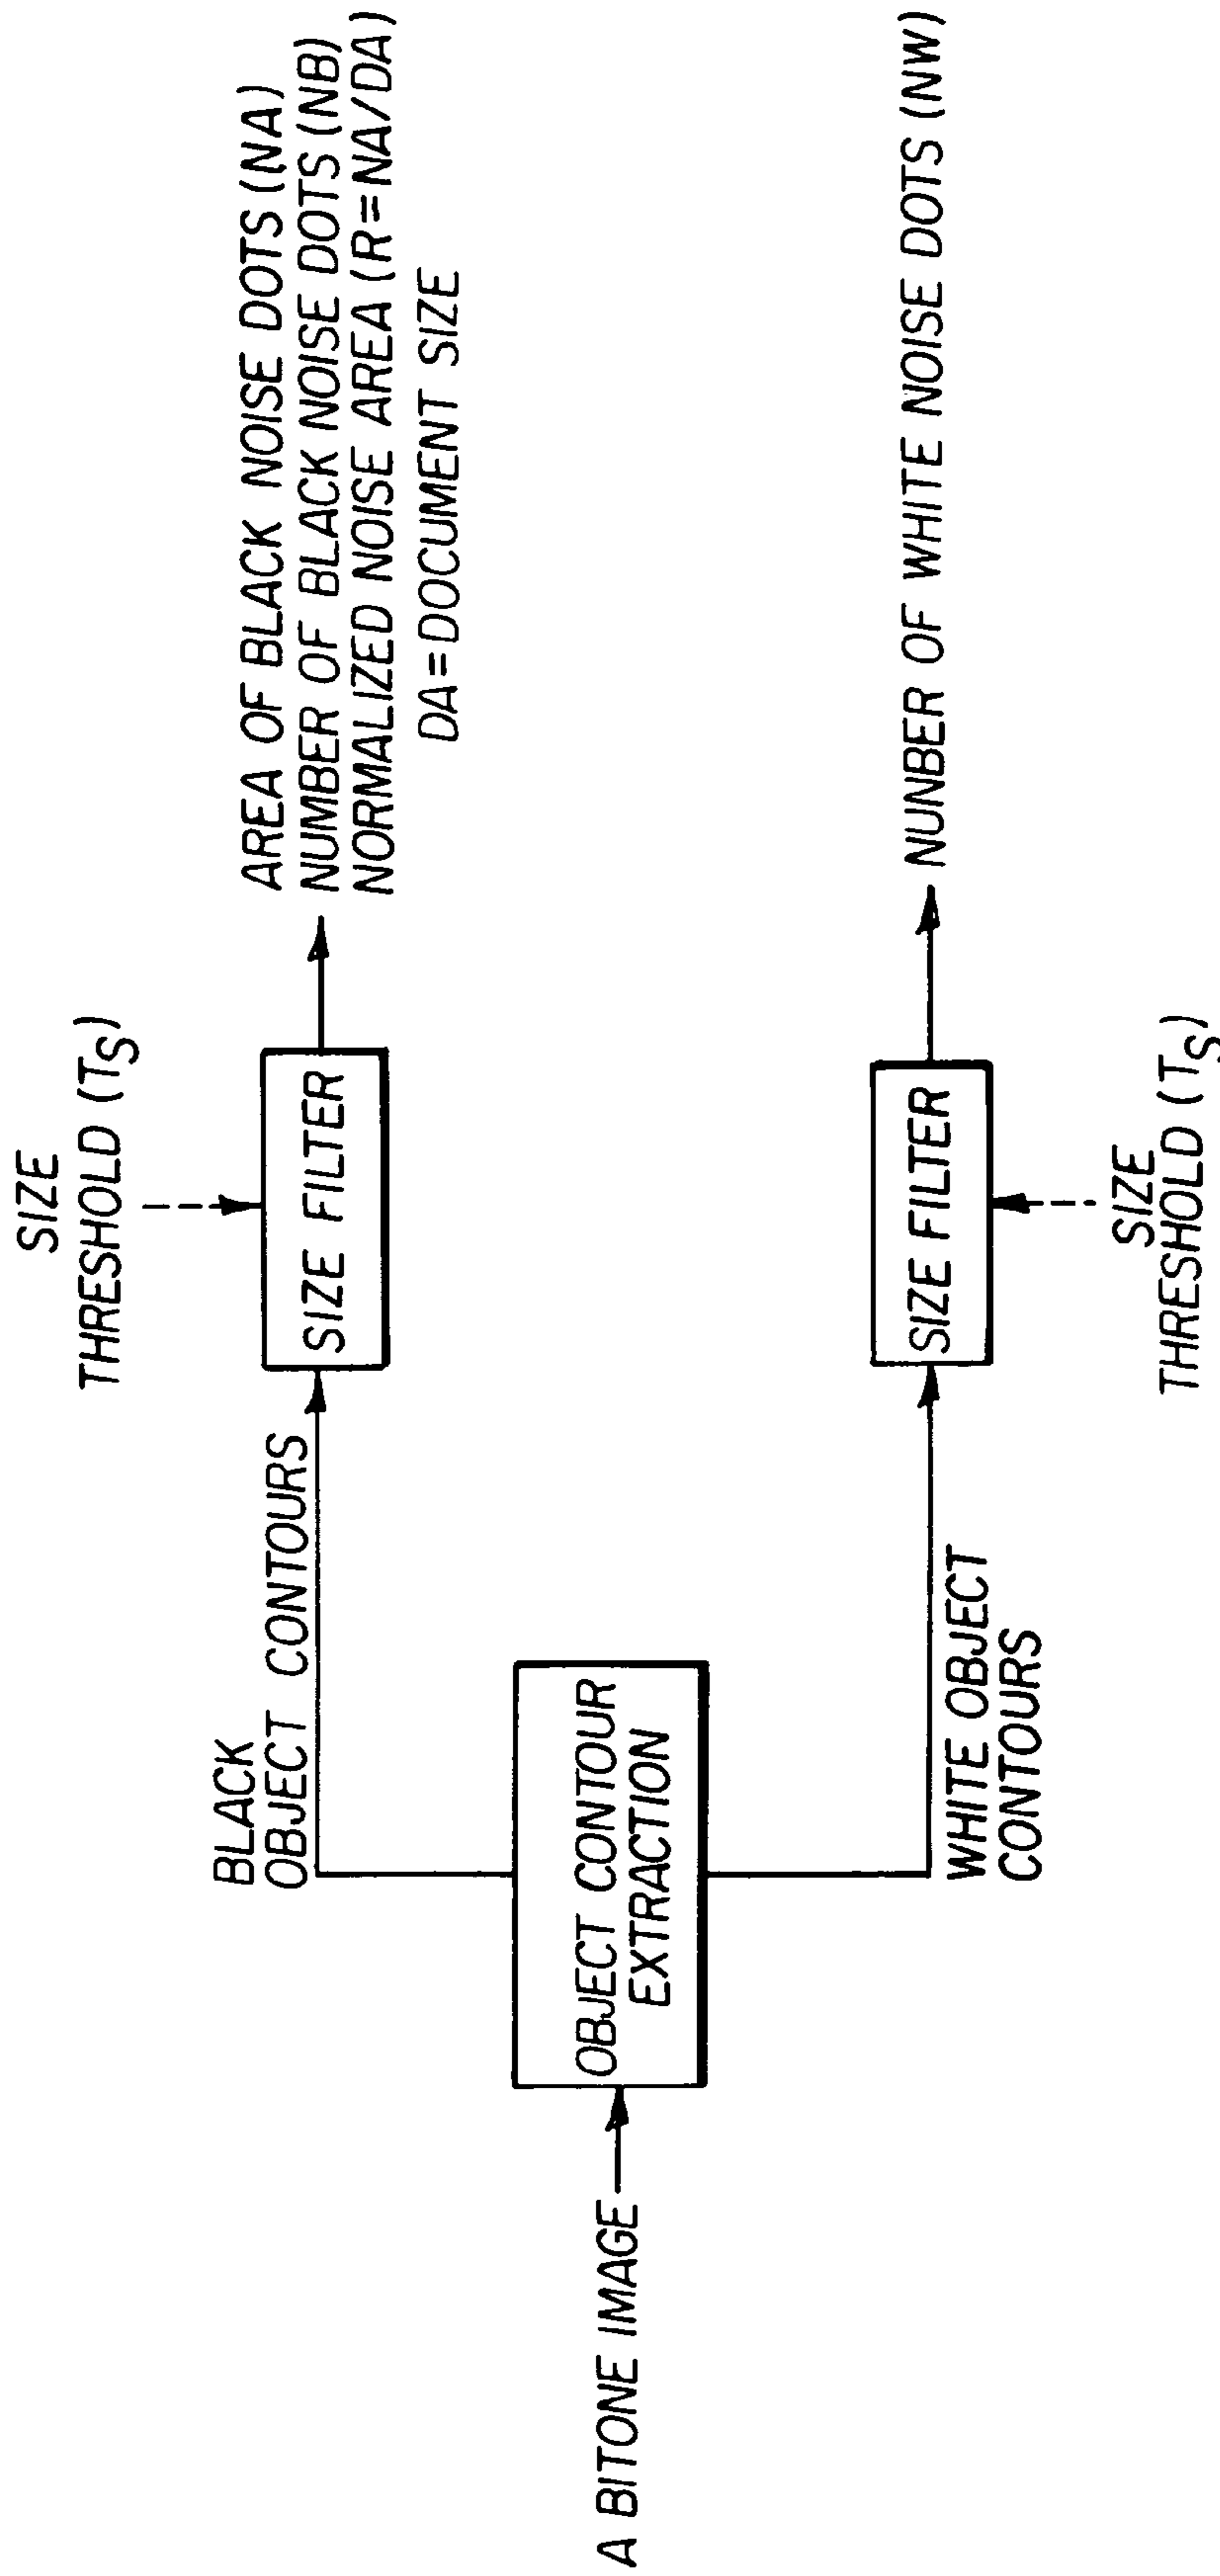 A BITONE IMAGE
OBJECT CONTOUR
EXTRACTION
BLACK
OBJECT CONTOURS
SIZE
THRESHOLD (TS)
SIZE FILTER
AREA OF BLACK NOISE DOTS (NA)
NUMBER OF BLACK NOISE DOTS (NB)
NORMALIZED NOISE AREA (R=NA/DA)
DA=DOCUMENT SIZE
WHITE OBJECT
CONTOURS
SIZE FILTER
SIZE
THRESHOLD (TS)
NUNBER OF WHITE NOISE DOTS (NW)